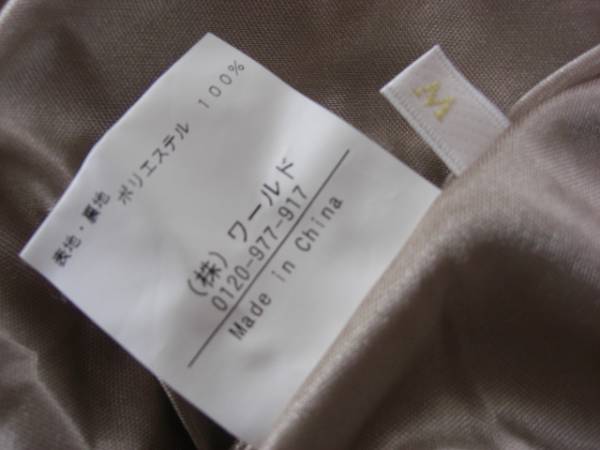 表地・裏地
ポリエステル 100%
(株) ワールド
0120-977-917
Made in China
M